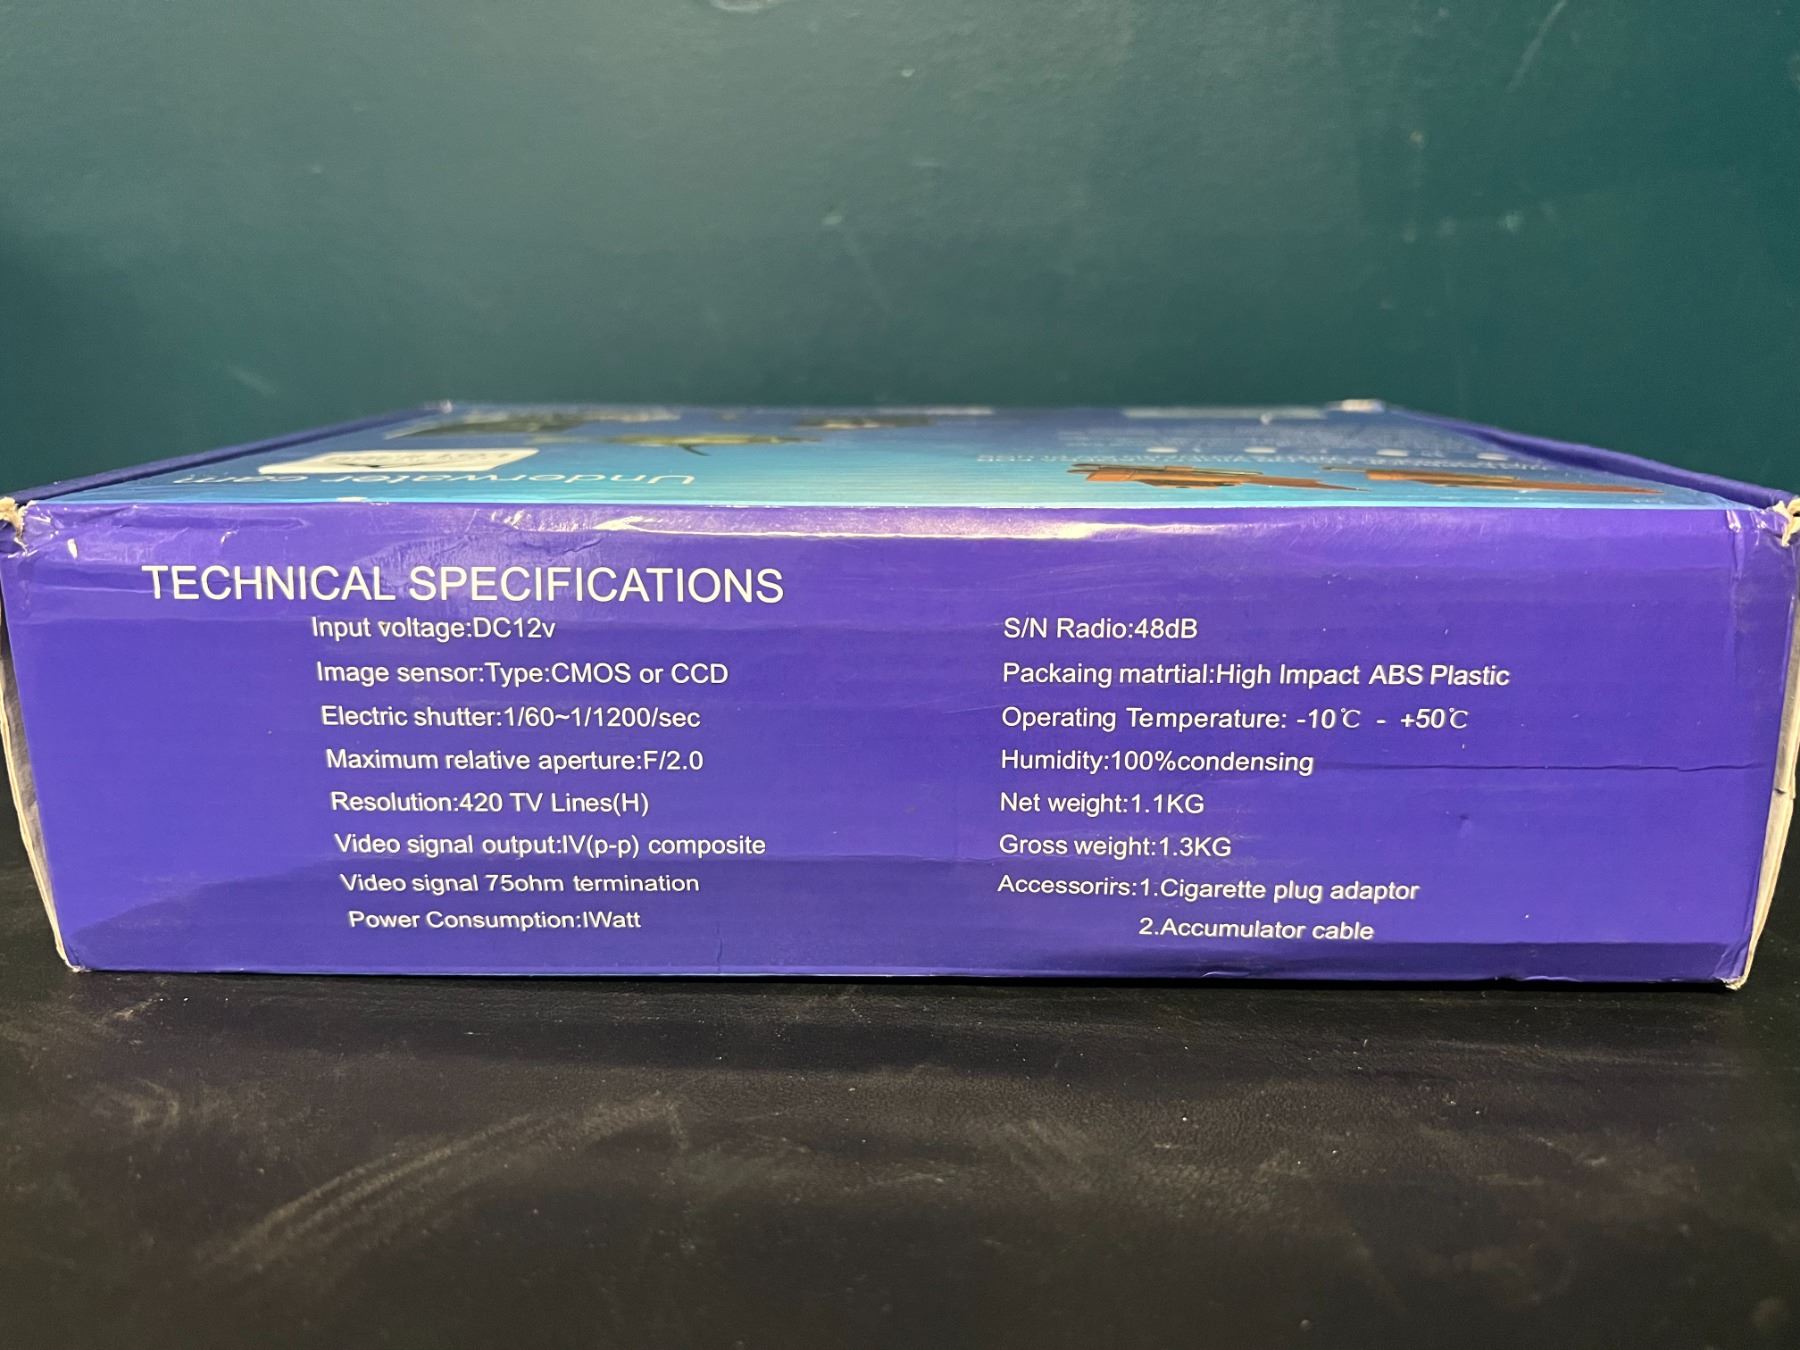 Underwater cam
TECHNICAL SPECIFICATIONS
Input voltage:DC12v
Image sensor:Type:CMOS or CCD
Electric shutter:1/60~1/1200/sec
Maximum relative aperture:F/2.0
Resolution:420 TV Lines(H)
Video signal output:IV(p-p) composite
Video signal 75ohm termination
Power Consumption:IWatt
S/N Radio:48dB
Packaing matrtial:High Impact ABS Plastic
Operating Temperature: -10℃ - +50℃
Humidity:100%condensing
Net weight:1.1KG
Gross weight:1.3KG
Accessorirs:1.Cigarette plug adaptor
2.Accumulator cable